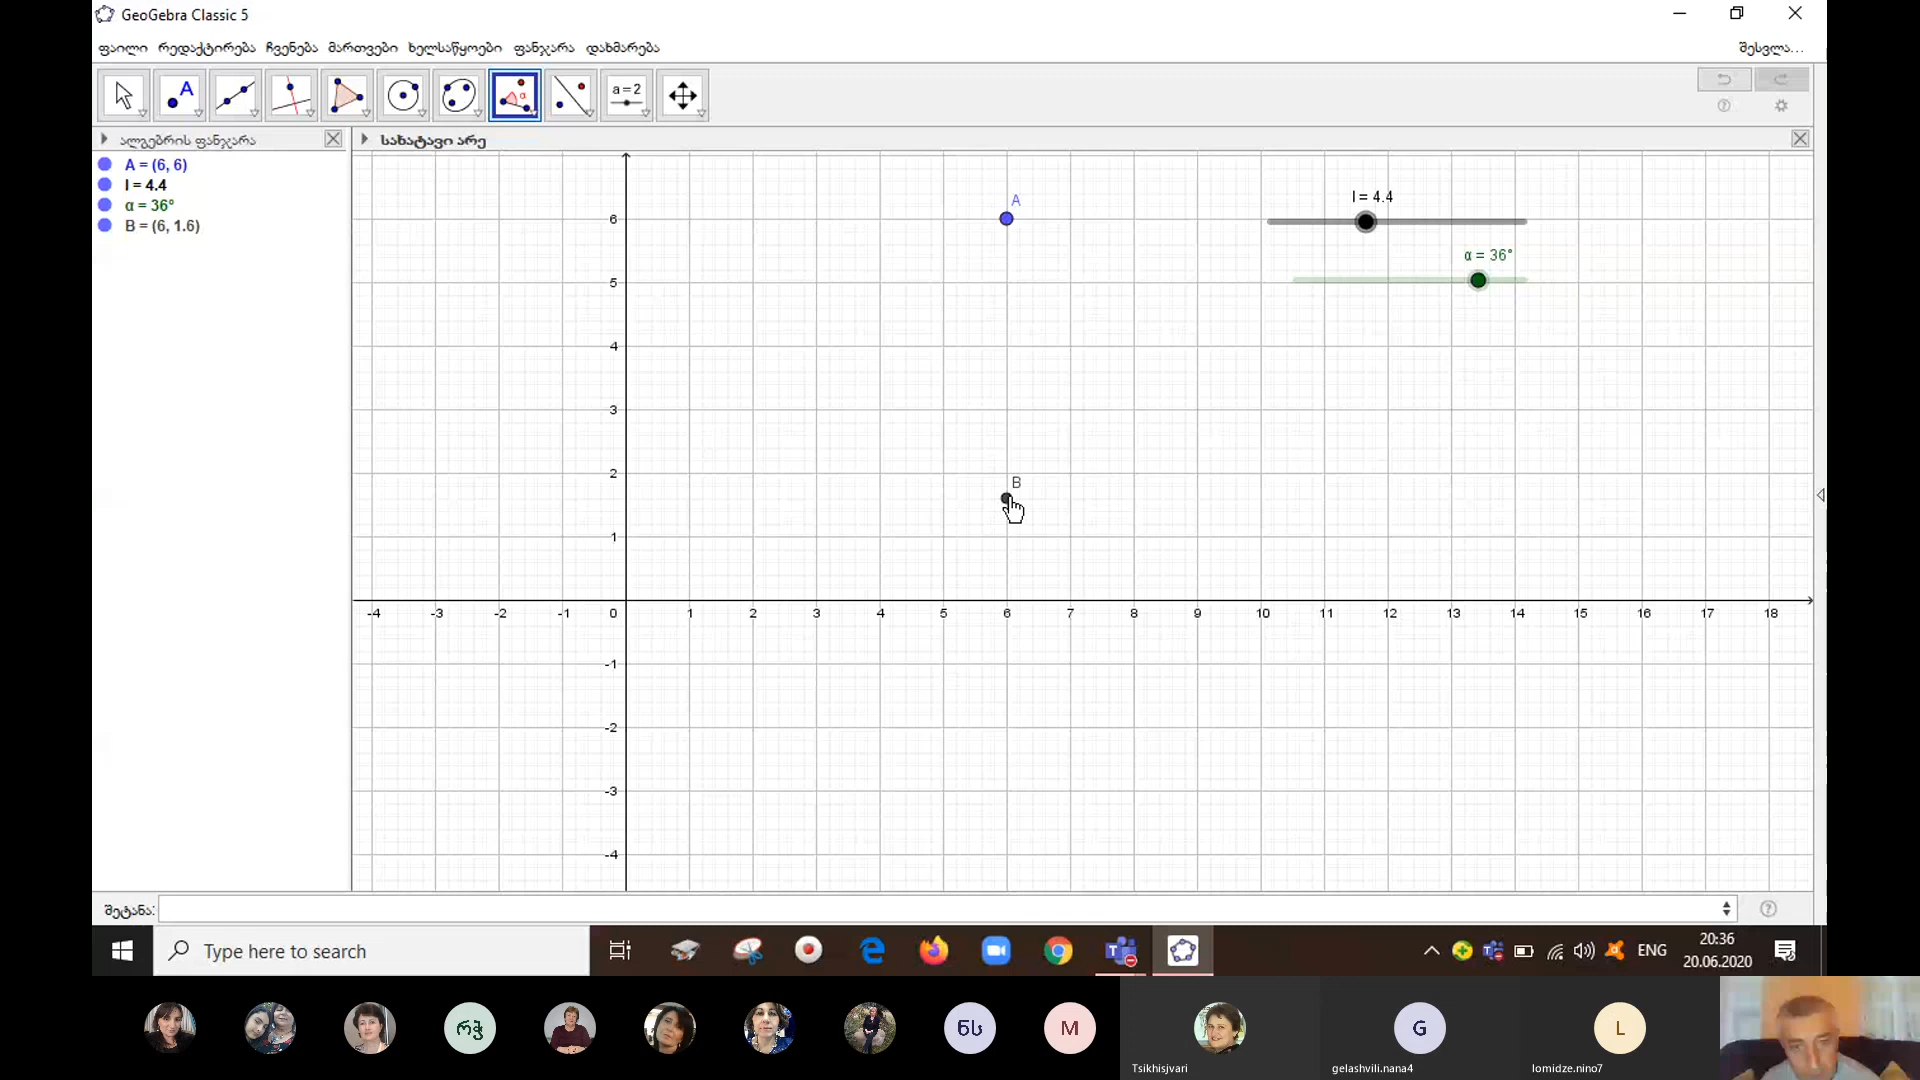 GeoGebra Classic 5
ფაილი რედაქტირება ჩვენება მართვები ხელსაწყოები ფანჯარა დახმარება
შესვლა...
A
α
a = 2
ალგებრის ფანჯარა
სახატავი არე
A = (6, 6)
l = 4.4
α = 36°
B = (6, 1.6)
A
l = 4.4
α = 36°
B
6
5
4
3
2
1
-4 -3 -2 -1 0 1 2 3 4 5 6 7 8 9 10 11 12 13 14 15 16 17 18
-1
-2
-3
-4
შეტანა:
Type here to search
ENG
20:36
20.06.2020
რჭ
ნს
M
G
L
Tsikhisjvari
gelashvili.nana4
lomidze.nino7